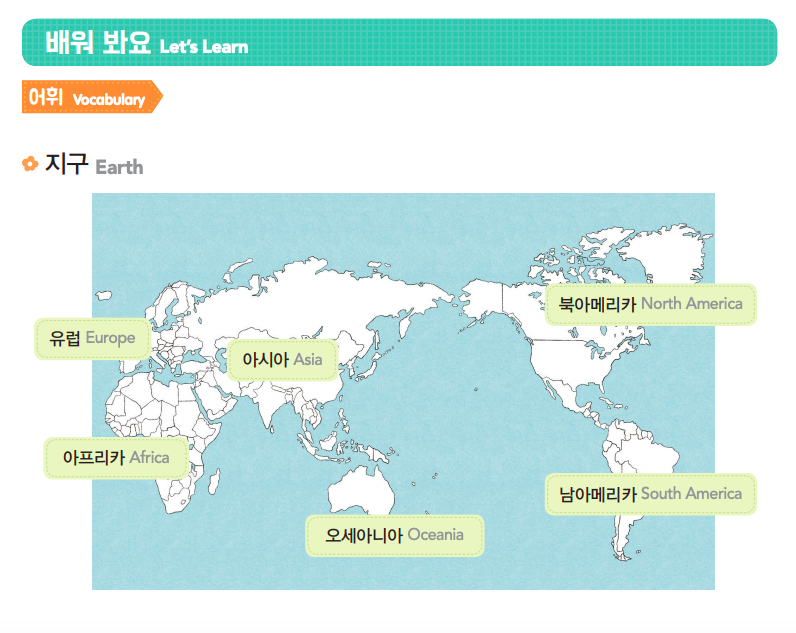 배워 봐요 Let's Learn
어휘 Vocabulary
지구 Earth
북아메리카 North America
유럽 Europe
아시아 Asia
아프리카 Africa
남아메리카 South America
오세아니아 Oceania